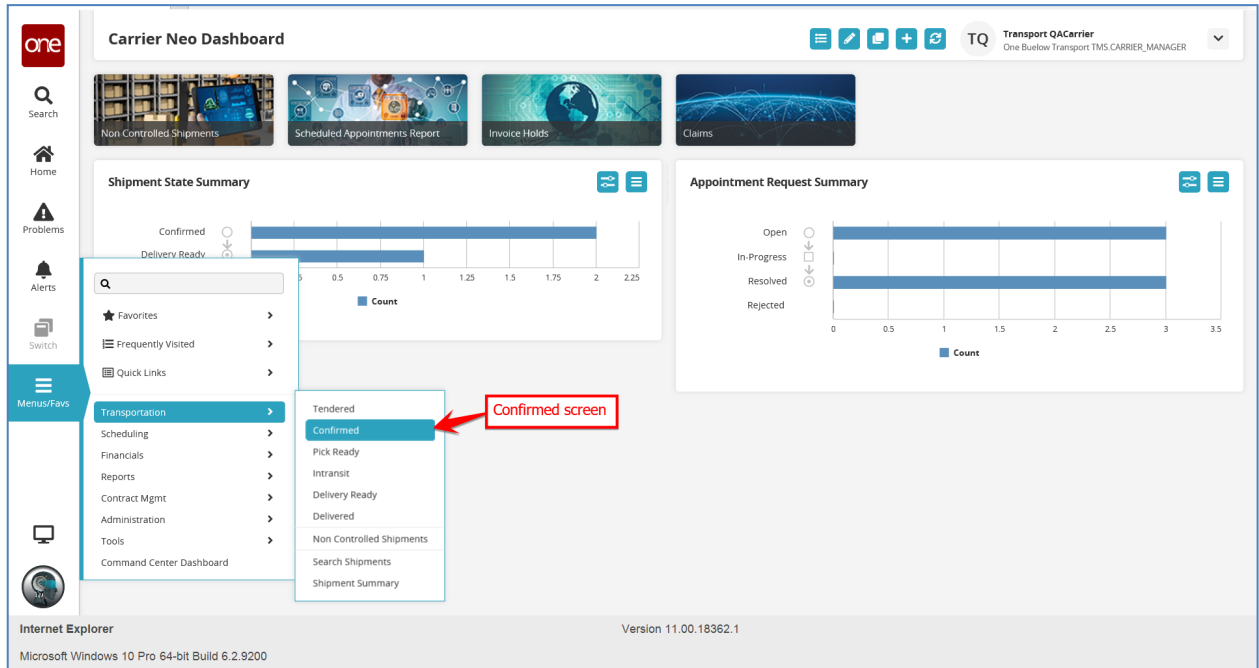 one
Carrier Neo Dashboard
TQ
Transport QACarrier
One Buelow Transport TMS.CARRIER_MANAGER
Search
Home
Problems
Alerts
Switch
Menus/Favs
Non Controlled Shipments
Scheduled Appointments Report
Invoice Holds
Claims
Shipment State Summary
Confirmed
Delivery Ready
0.5 0.75 1 1.25 1.5 1.75 2 2.25
Count
Appointment Request Summary
Open
In-Progress
Resolved
Rejected
0 0.5 1 1.5 2 2.5 3 3.5
Count
Favorites
Frequently Visited
Quick Links
Transportation
Scheduling
Financials
Reports
Contract Mgmt
Administration
Tools
Command Center Dashboard
Tendered
Confirmed
Pick Ready
Intransit
Delivery Ready
Delivered
Non Controlled Shipments
Search Shipments
Shipment Summary
Confirmed screen
Internet Explorer
Version 11.00.18362.1
Microsoft Windows 10 Pro 64-bit Build 6.2.9200